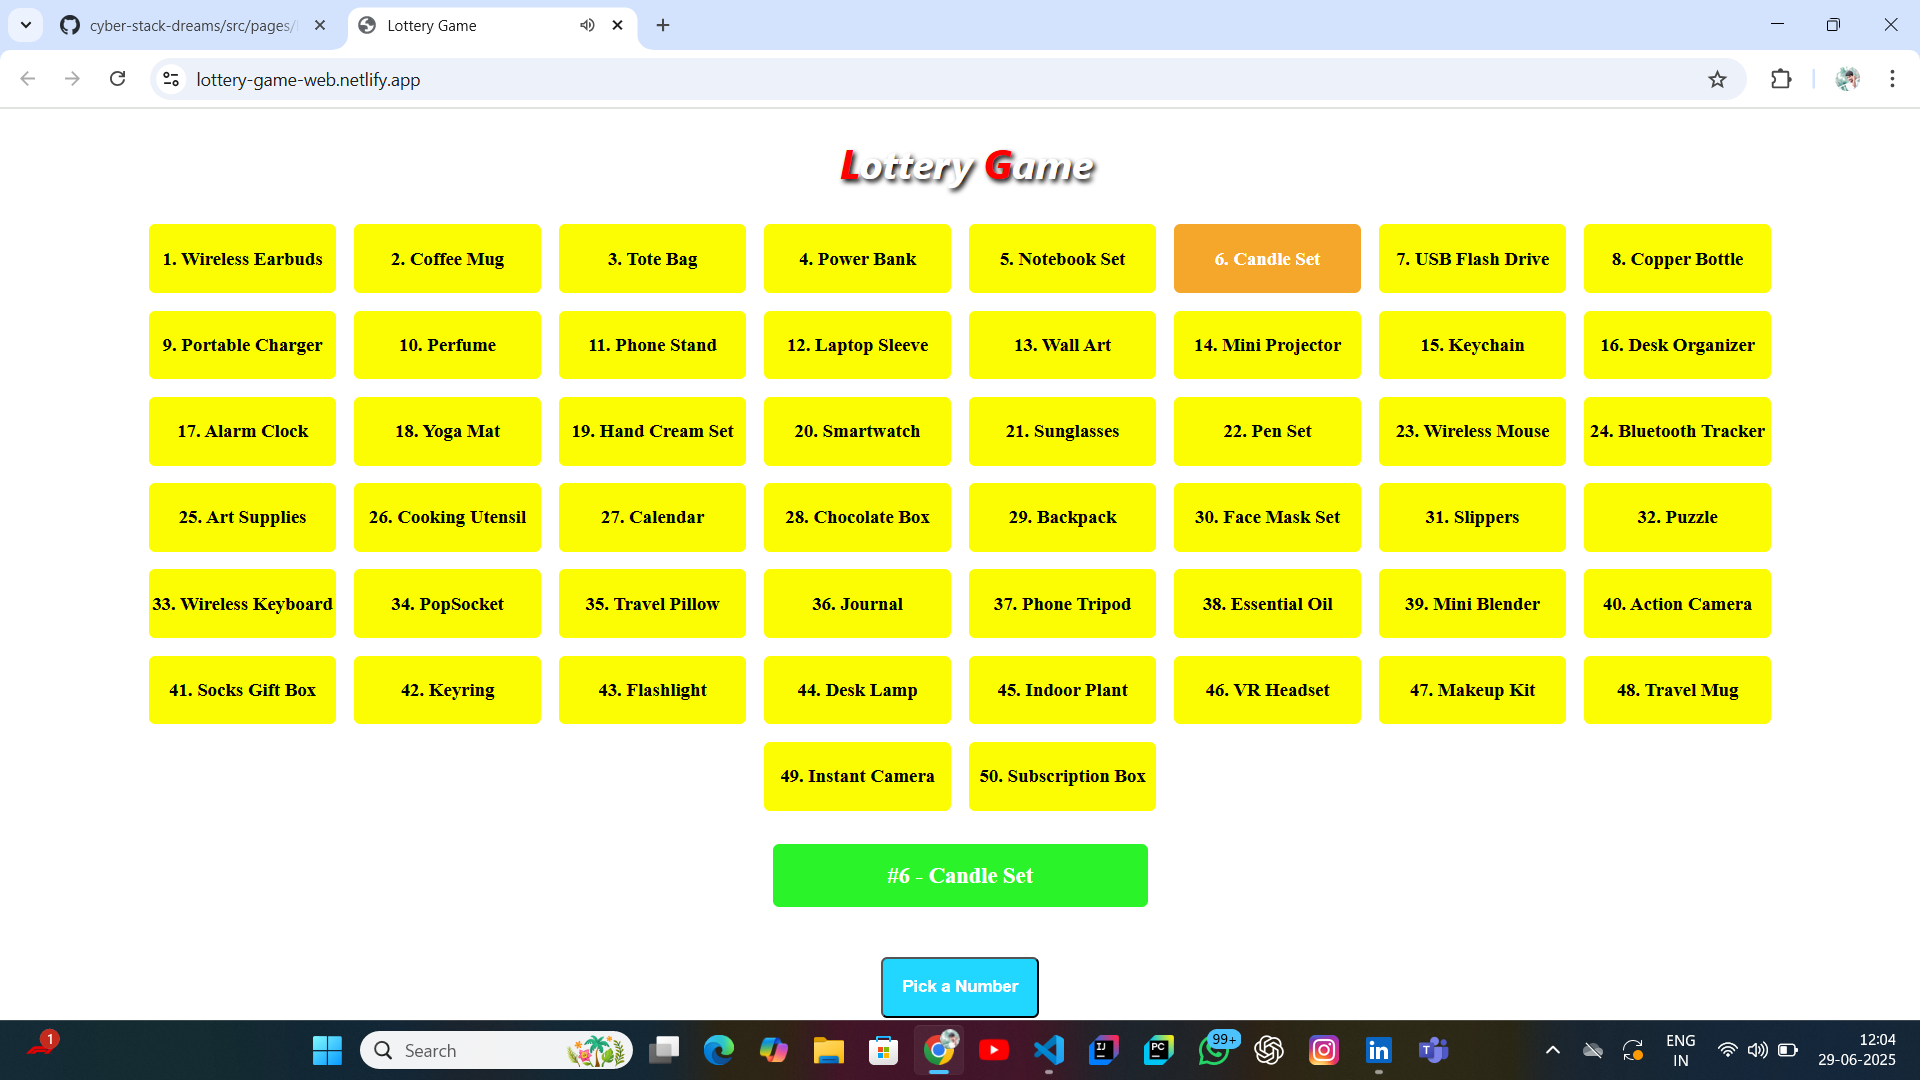 cyber-stack-dreams/src/pages/
Lottery Game
lottery-game-web.netlify.app
Lottery Game
1. Wireless Earbuds 2. Coffee Mug 3. Tote Bag 4. Power Bank 5. Notebook Set 6. Candle Set 7. USB Flash Drive 8. Copper Bottle
9. Portable Charger 10. Perfume 11. Phone Stand 12. Laptop Sleeve 13. Wall Art 14. Mini Projector 15. Keychain 16. Desk Organizer
17. Alarm Clock 18. Yoga Mat 19. Hand Cream Set 20. Smartwatch 21. Sunglasses 22. Pen Set 23. Wireless Mouse 24. Bluetooth Tracker
25. Art Supplies 26. Cooking Utensil 27. Calendar 28. Chocolate Box 29. Backpack 30. Face Mask Set 31. Slippers 32. Puzzle
33. Wireless Keyboard 34. PopSocket 35. Travel Pillow 36. Journal 37. Phone Tripod 38. Essential Oil 39. Mini Blender 40. Action Camera
41. Socks Gift Box 42. Keyring 43. Flashlight 44. Desk Lamp 45. Indoor Plant 46. VR Headset 47. Makeup Kit 48. Travel Mug
49. Instant Camera 50. Subscription Box
#6 - Candle Set
Pick a Number
1
Search
99+
ENG
IN
12:04
29-06-2025